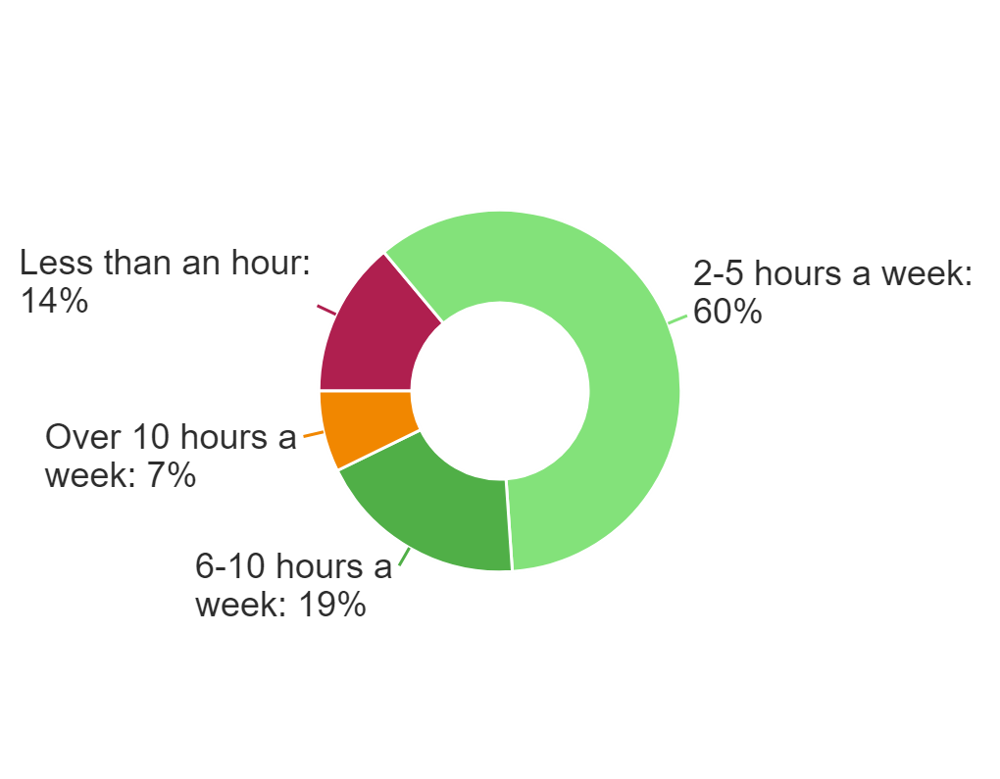 Less than an hour:
14%
2-5 hours a week:
60%
Over 10 hours a
week: 7%
6-10 hours a
week: 19%